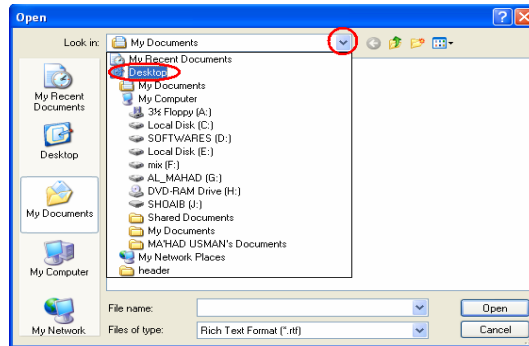 Open
Look in: My Documents
My Recent Documents
Desktop
My Documents
My Computer
3½ Floppy (A:)
Local Disk (C:)
SOFTWARES (D:)
Local Disk (E:)
mix (F:)
AL_MAHAD (G:)
DVD-RAM Drive (H:)
SHOAIB (J:)
Shared Documents
My Documents
MA'HAD USMAN's Documents
My Network Places
header
My Recent
Documents
Desktop
My Documents
My Computer
My Network
File name:
Open
Files of type: Rich Text Format (*.rtf)
Cancel